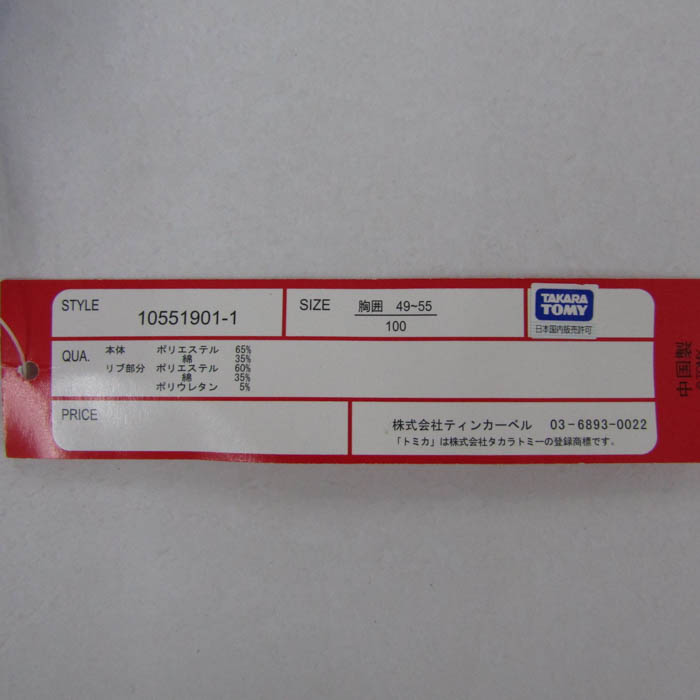 STYLE
10551901-1
SIZE
胸囲 49~55
100
TAKARA
TOMY
日本国内販売許可
QUA.
本体 ポリエステル 65%
綿 35%
リブ部分 ポリエステル 60%
綿 35%
ポリウレタン 5%
PRICE
株式会社ティンカーベル 03-6893-0022
「トミカ」は株式会社タカラトミーの登録商標です。
中国製